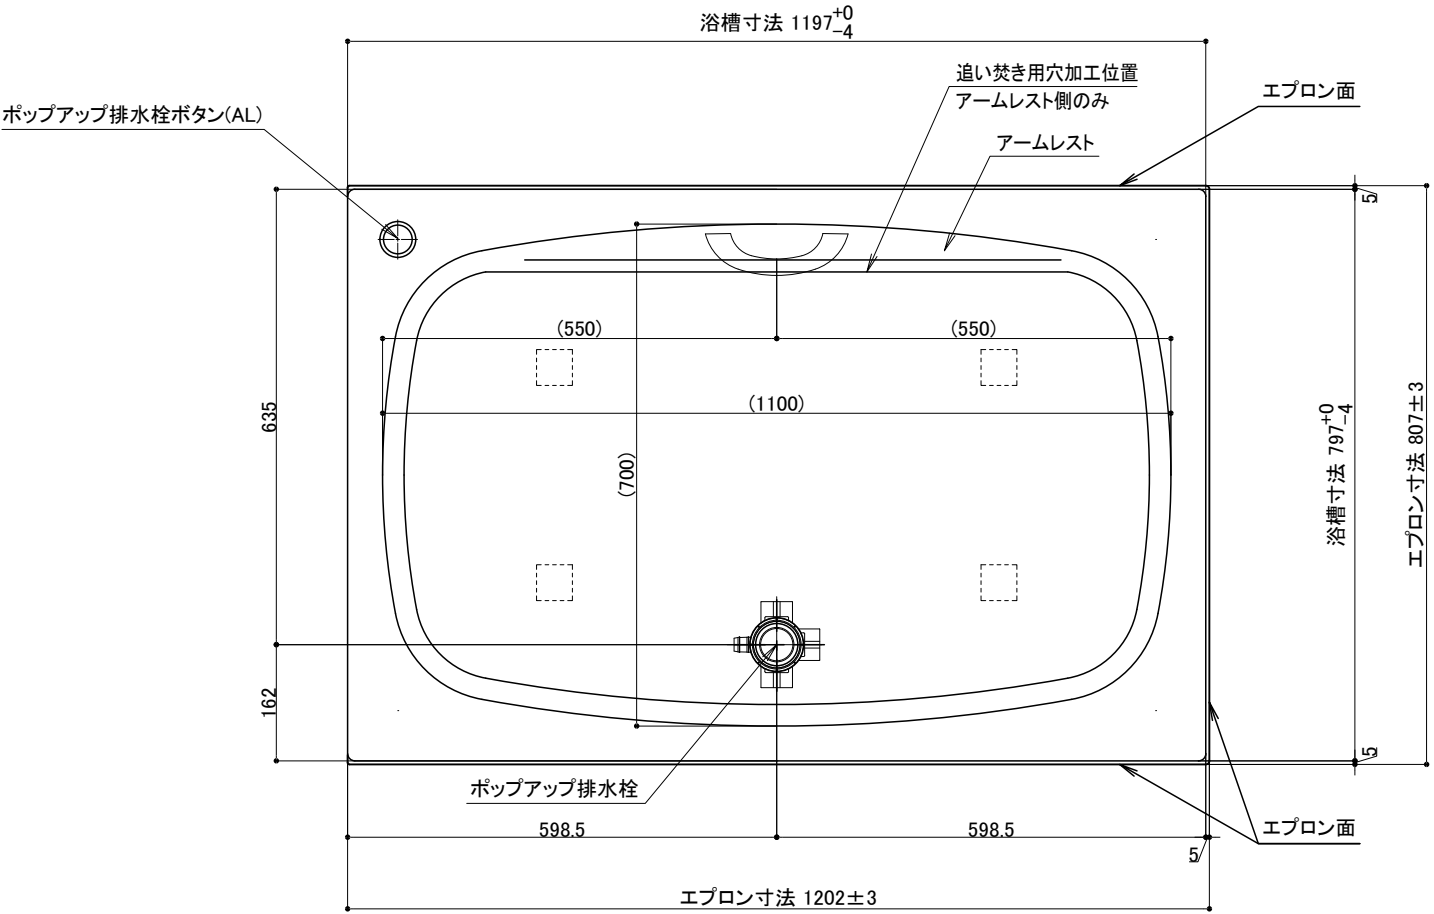 浴槽寸法 1197+0-4
追い焚き用穴加工位置
アームレスト側のみ
エプロン面
ポップアップ排水栓ボタン(AL)
アームレスト
5
(550)
(550)
(1100)
635
(700)
浴槽寸法 797+0-4
エプロン寸法 807±3
162
5
ポップアップ排水栓
598.5
598.5
エプロン面
5
エプロン寸法 1202±3